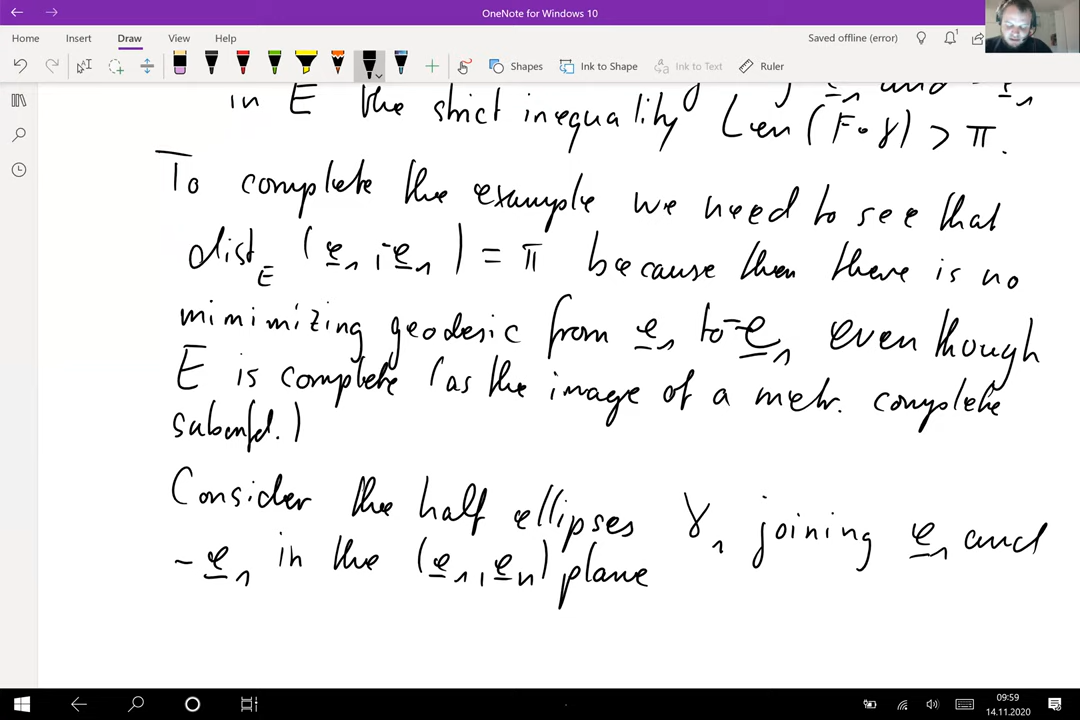 OneNote for Windows 10
Home Insert Draw View Help Saved offline (error)
Shapes Ink to Shape Ink to Text Ruler
in E the strict inequality Len (F∘γ) > π.
To complete the example we need to see that
dist_E (e_1, -e_1) = π because then there is no
mimimizing geodesic from e_1 to -e_1 even though
E is complete (as the image of a metr. complete
submfd.)
Consider the half ellipses γ_n joining e_1 and
-e_1 in the (e_1, e_n) plane
09:59
14.11.2020